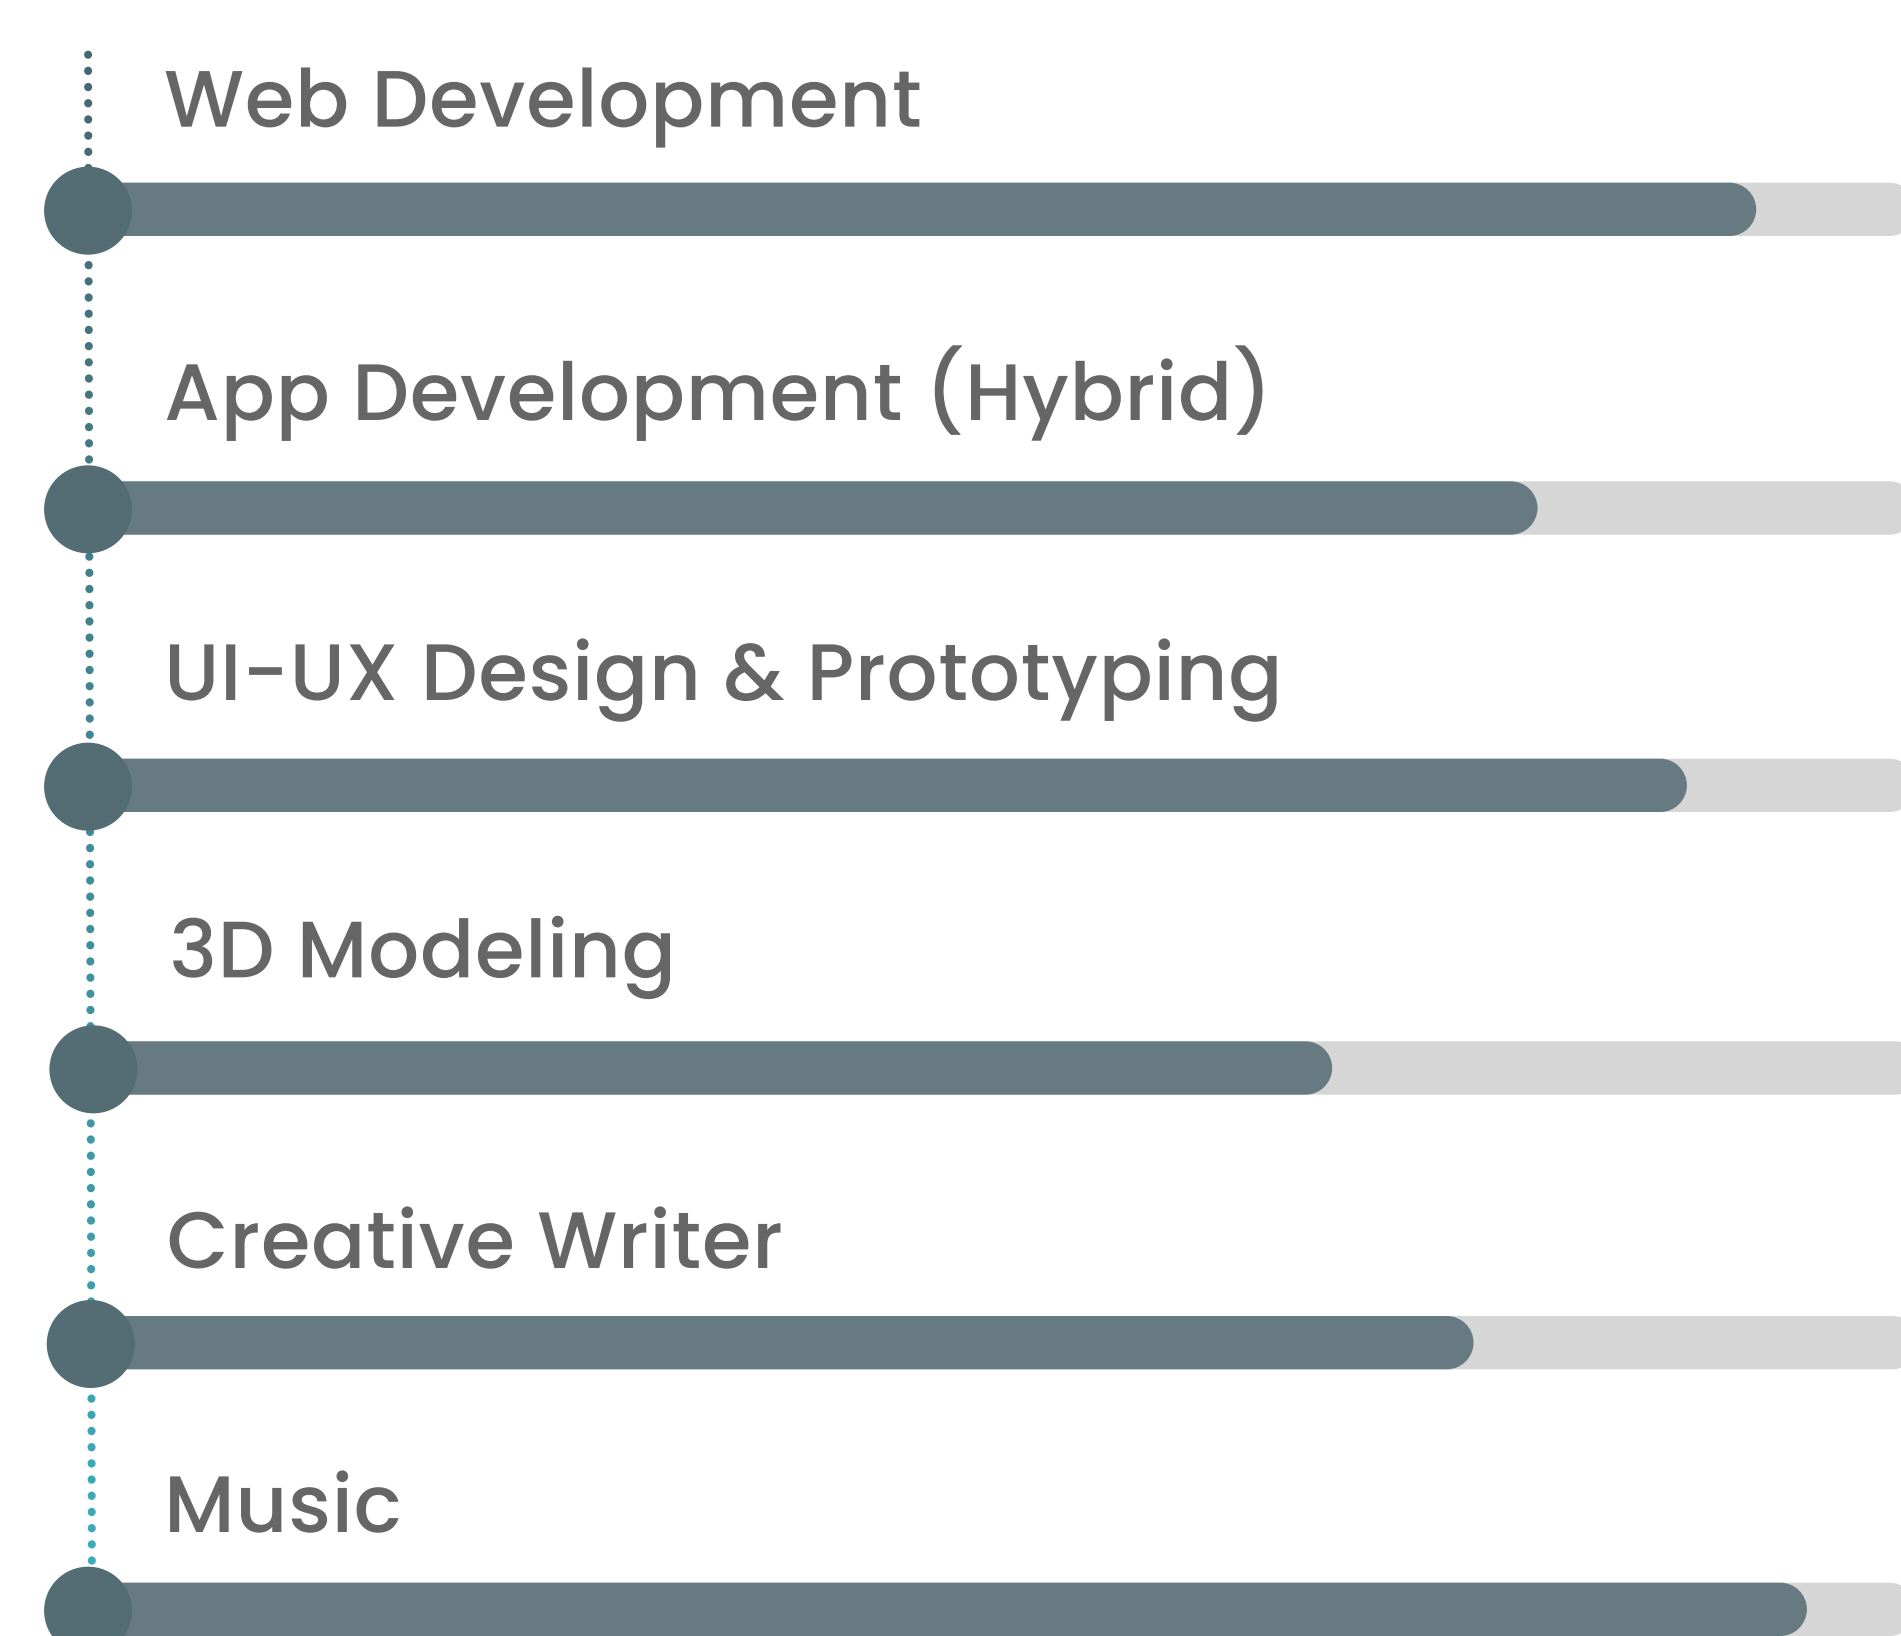 Web Development
App Development (Hybrid)
UI-UX Design & Prototyping
3D Modeling
Creative Writer
Music